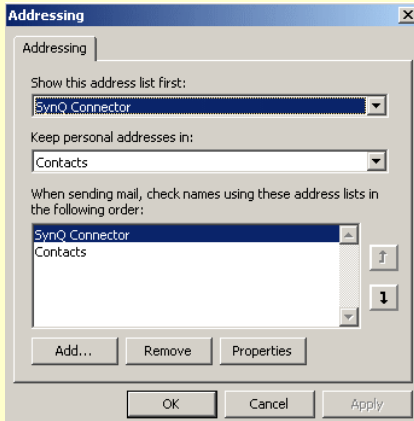 Addressing
Addressing
Show this address list first:
SynQ Connector
Keep personal addresses in:
Contacts
When sending mail, check names using these address lists in
the following order:
SynQ Connector
Contacts
Add...
Remove
Properties
OK
Cancel
Apply